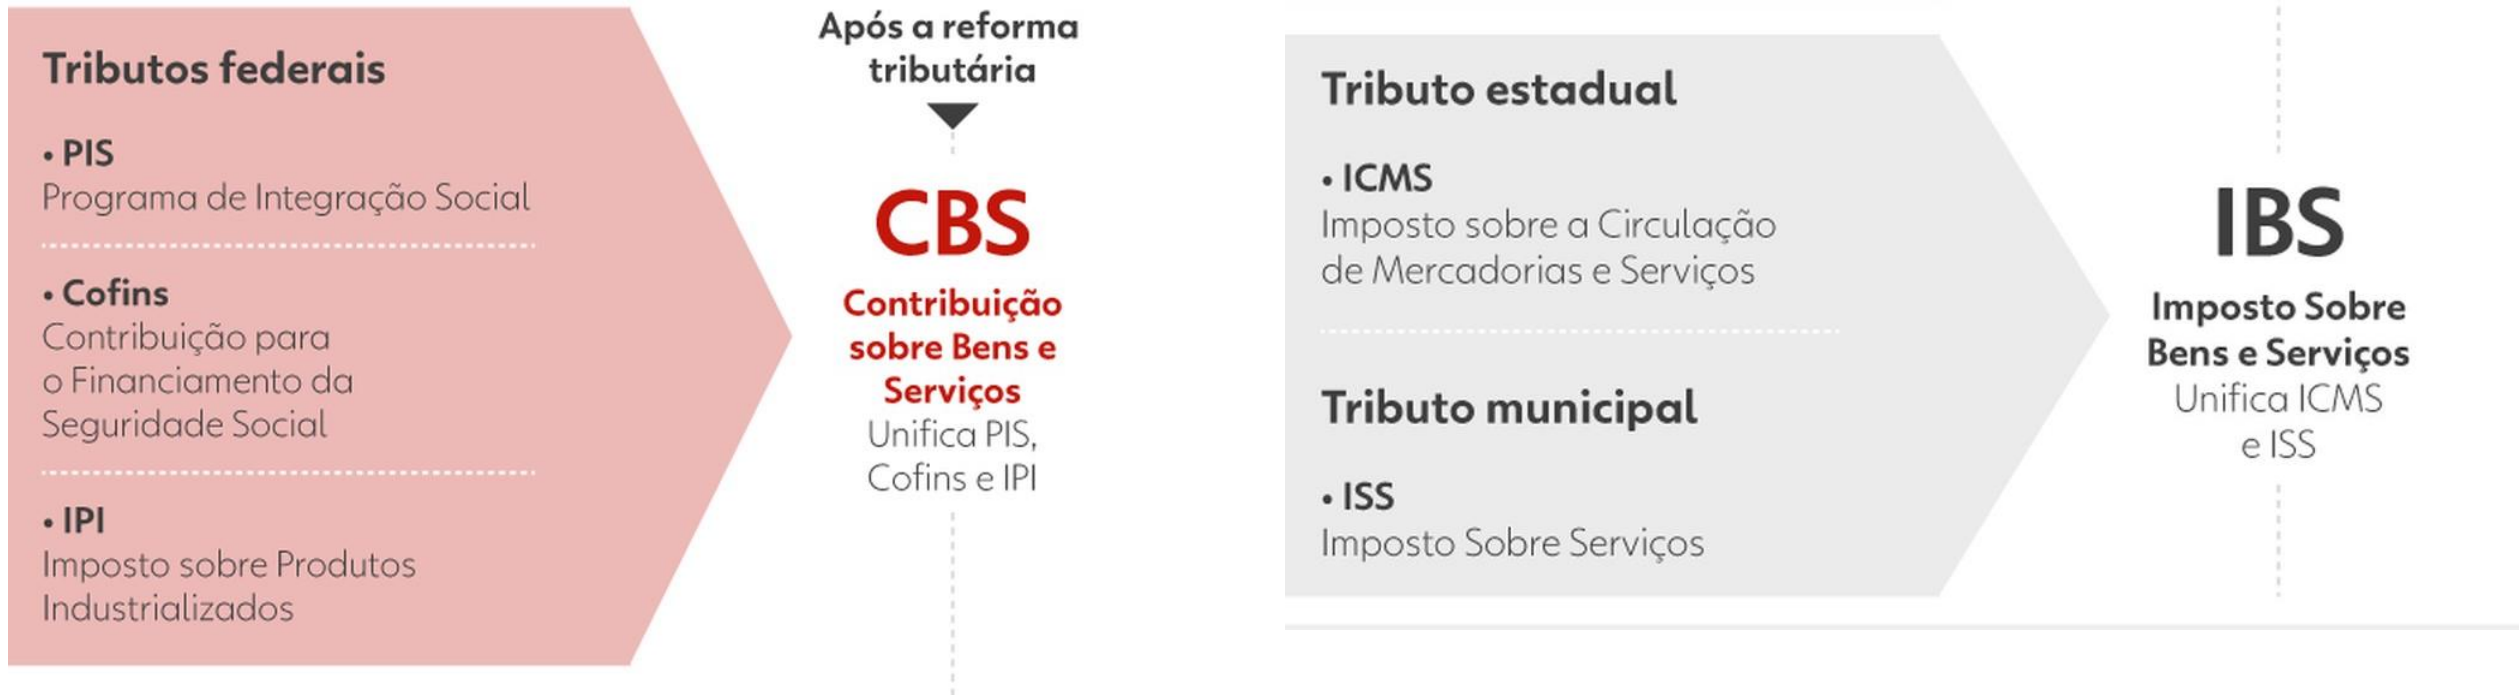 Tributos federais
• PIS
Programa de Integração Social
• Cofins
Contribuição para
o Financiamento da
Seguridade Social
• IPI
Imposto sobre Produtos
Industrializados
Após a reforma
tributária
CBS
Contribuição
sobre Bens e
Serviços
Unifica PIS,
Cofins e IPI
Tributo estadual
• ICMS
Imposto sobre a Circulação
de Mercadorias e Serviços
Tributo municipal
• ISS
Imposto Sobre Serviços
IBS
Imposto Sobre
Bens e Serviços
Unifica ICMS
e ISS